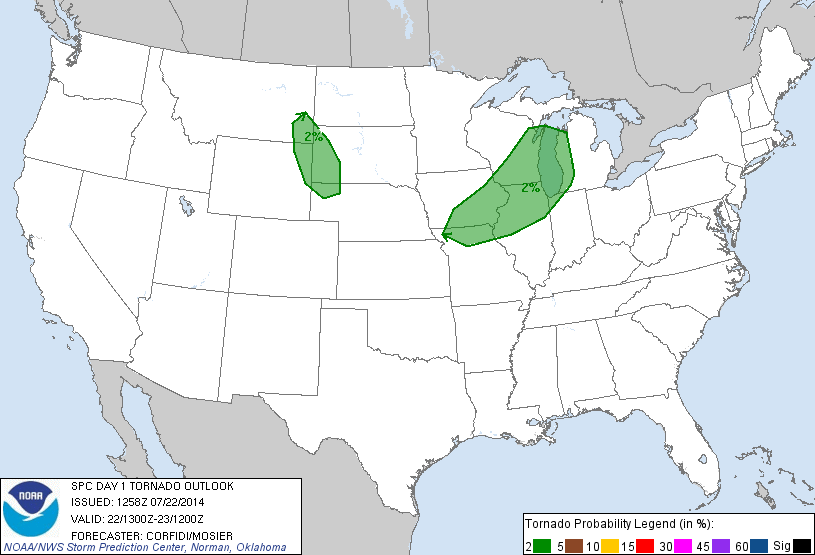 2%
2%
NOAA
SPC DAY 1 TORNADO OUTLOOK
ISSUED: 1258Z 07/22/2014
VALID: 22/1300Z-23/1200Z
FORECASTER: CORFIDI/MOSIER
NOAA/NWS Storm Prediction Center, Norman, Oklahoma
Tornado Probability Legend (in %):
2 5 10 15 30 45 60 Sig